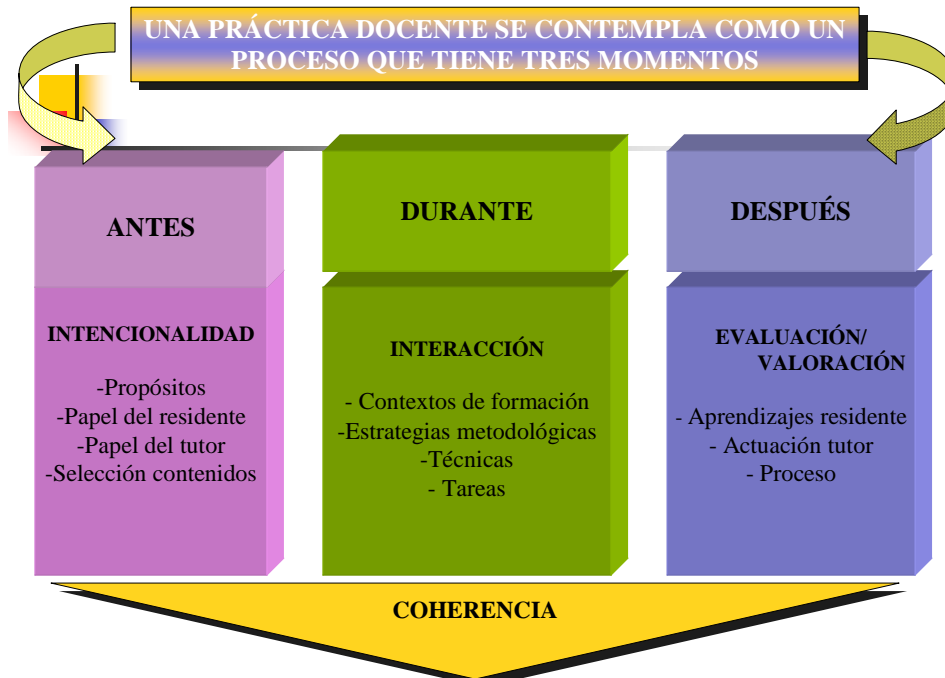 UNA PRÁCTICA DOCENTE SE CONTEMPLA COMO UN
PROCESO QUE TIENE TRES MOMENTOS
ANTES
INTENCIONALIDAD
-Propósitos
-Papel del residente
-Papel del tutor
-Selección contenidos
DURANTE
INTERACCIÓN
- Contextos de formación
-Estrategias metodológicas
-Técnicas
- Tareas
DESPUÉS
EVALUACIÓN/
VALORACIÓN
- Aprendizajes residente
- Actuación tutor
- Proceso
COHERENCIA